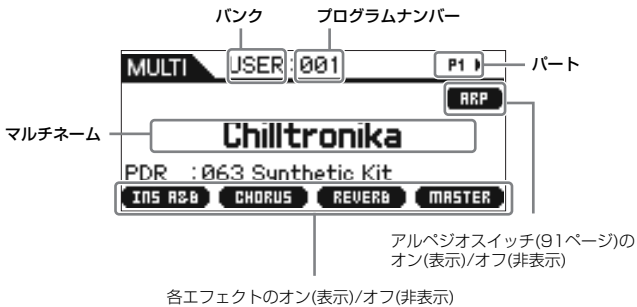 バンク プログラムナンバー
MULTI USER:001 P1 パート
ARP
マルチネーム Chilltronika
PDR :063 Synthetic Kit
INS A&B CHORUS REVERB MASTER
アルペジオスイッチ(91ページ)の
オン(表示)/オフ(非表示)
各エフェクトのオン(表示)/オフ(非表示)